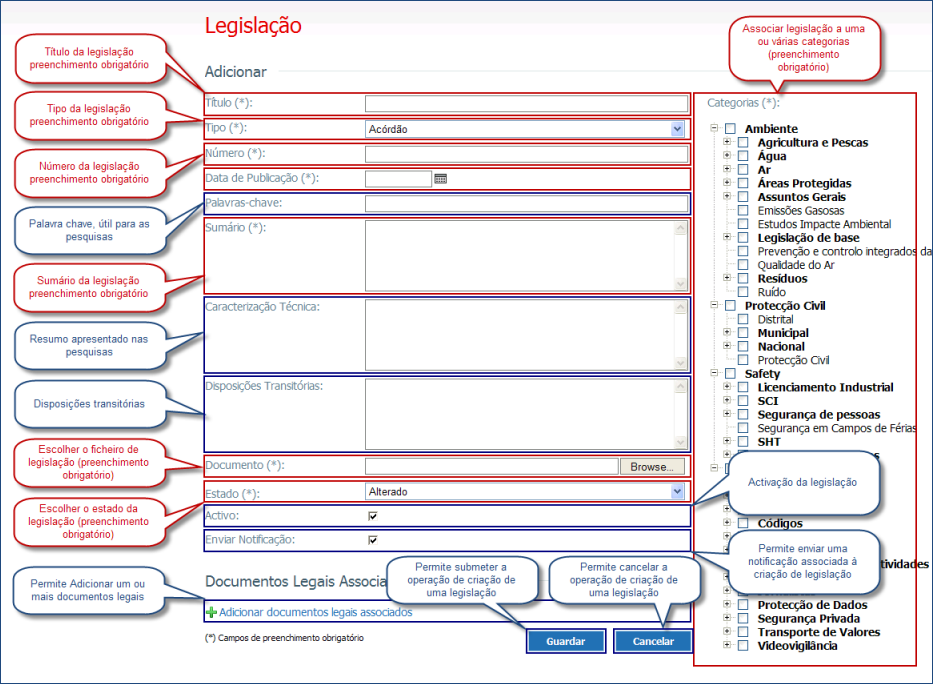 Legislação
Adicionar
Título da legislação
preenchimento obrigatório
Tipo da legislação
preenchimento obrigatório
Número da legislação
preenchimento obrigatório
Palavra chave, útil para as
pesquisas
Sumário da legislação
preenchimento obrigatório
Resumo apresentado nas
pesquisas
Disposições transitórias
Escolher o ficheiro de
legislação (preenchimento
obrigatório)
Escolher o estado da
legislação (preenchimento
obrigatório)
Permite Adicionar um ou
mais documentos legais
Título (*):
Tipo (*):
Acórdão
Número (*):
Data de Publicação (*):
Palavras-chave:
Sumário (*):
Caracterização Técnica:
Disposições Transitórias:
Documento (*):
Browse...
Estado (*):
Alterado
Activo:
Enviar Notificação:
Documentos Legais Associa
Adicionar documentos legais associados
(*) Campos de preenchimento obrigatório
Permite submeter a
operação de criação de
uma legislação
Permite cancelar a
operação de criação de
uma legislação
Guardar
Cancelar
Associar legislação a uma
ou várias categorias
(preenchimento
obrigatório)
Categorias (*):
Ambiente
Agricultura e Pescas
Água
Ar
Áreas Protegidas
Assuntos Gerais
Emissões Gasosas
Estudos Impacte Ambiental
Legislação de base
Prevenção e controlo integrados da
Qualidade do Ar
Resíduos
Ruído
Protecção Civil
Distrital
Municipal
Nacional
Protecção Civil
Safety
Licenciamento Industrial
SCI
Segurança de pessoas
Segurança em Campos de Férias
SHT
Activação da legislação
Códigos
Permite enviar uma
notificação associada à
criação de legislação
tividades
Protecção de Dados
Segurança Privada
Transporte de Valores
Videovigilância